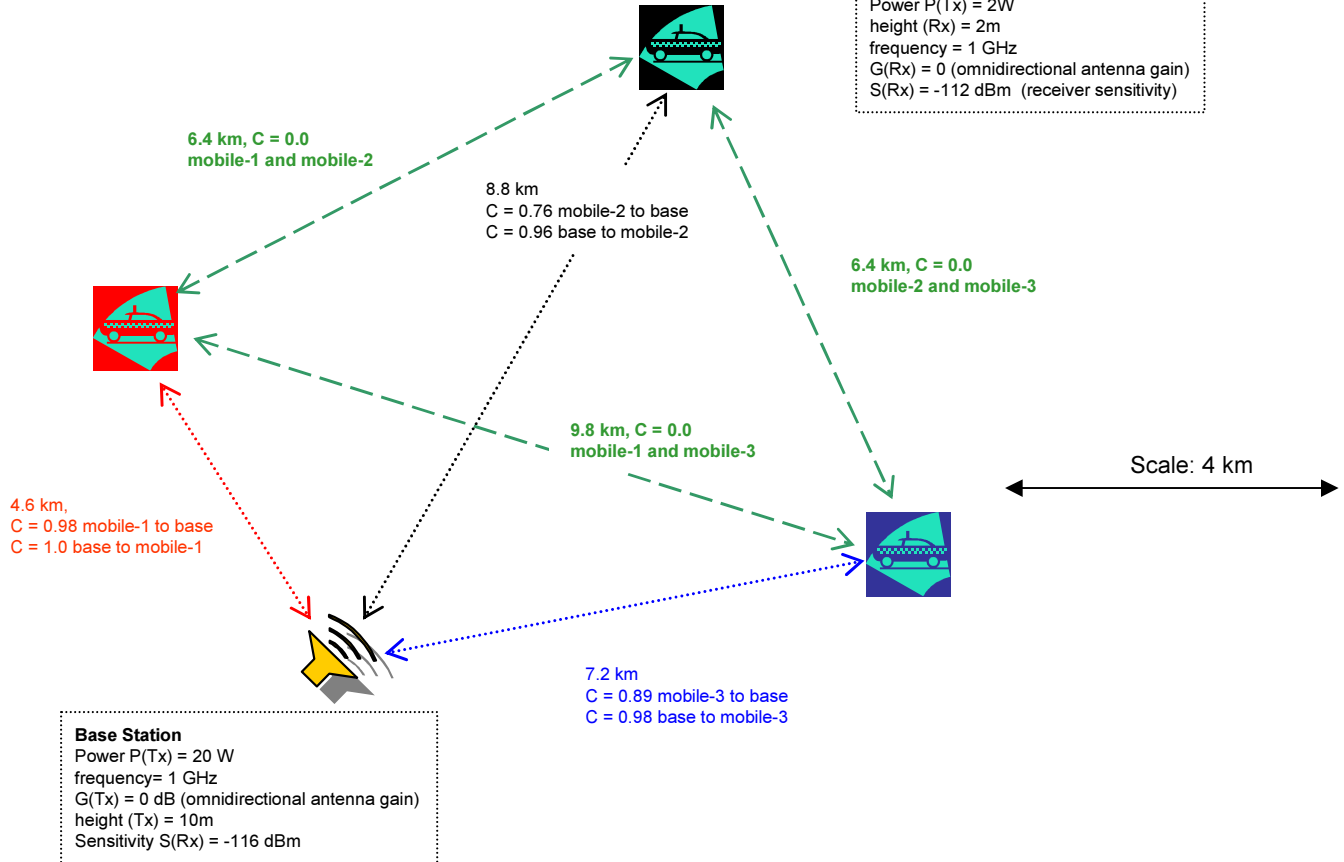 Power P(Tx) = 2W
height (Rx) = 2m
frequency = 1 GHz
G(Rx) = 0 (omnidirectional antenna gain)
S(Rx) = -112 dBm (receiver sensitivity)
6.4 km, C = 0.0
mobile-1 and mobile-2
8.8 km
C = 0.76 mobile-2 to base
C = 0.96 base to mobile-2
6.4 km, C = 0.0
mobile-2 and mobile-3
9.8 km, C = 0.0
mobile-1 and mobile-3
Scale: 4 km
4.6 km,
C = 0.98 mobile-1 to base
C = 1.0 base to mobile-1
7.2 km
C = 0.89 mobile-3 to base
C = 0.98 base to mobile-3
Base Station
Power P(Tx) = 20 W
frequency= 1 GHz
G(Tx) = 0 dB (omnidirectional antenna gain)
height (Tx) = 10m
Sensitivity S(Rx) = -116 dBm